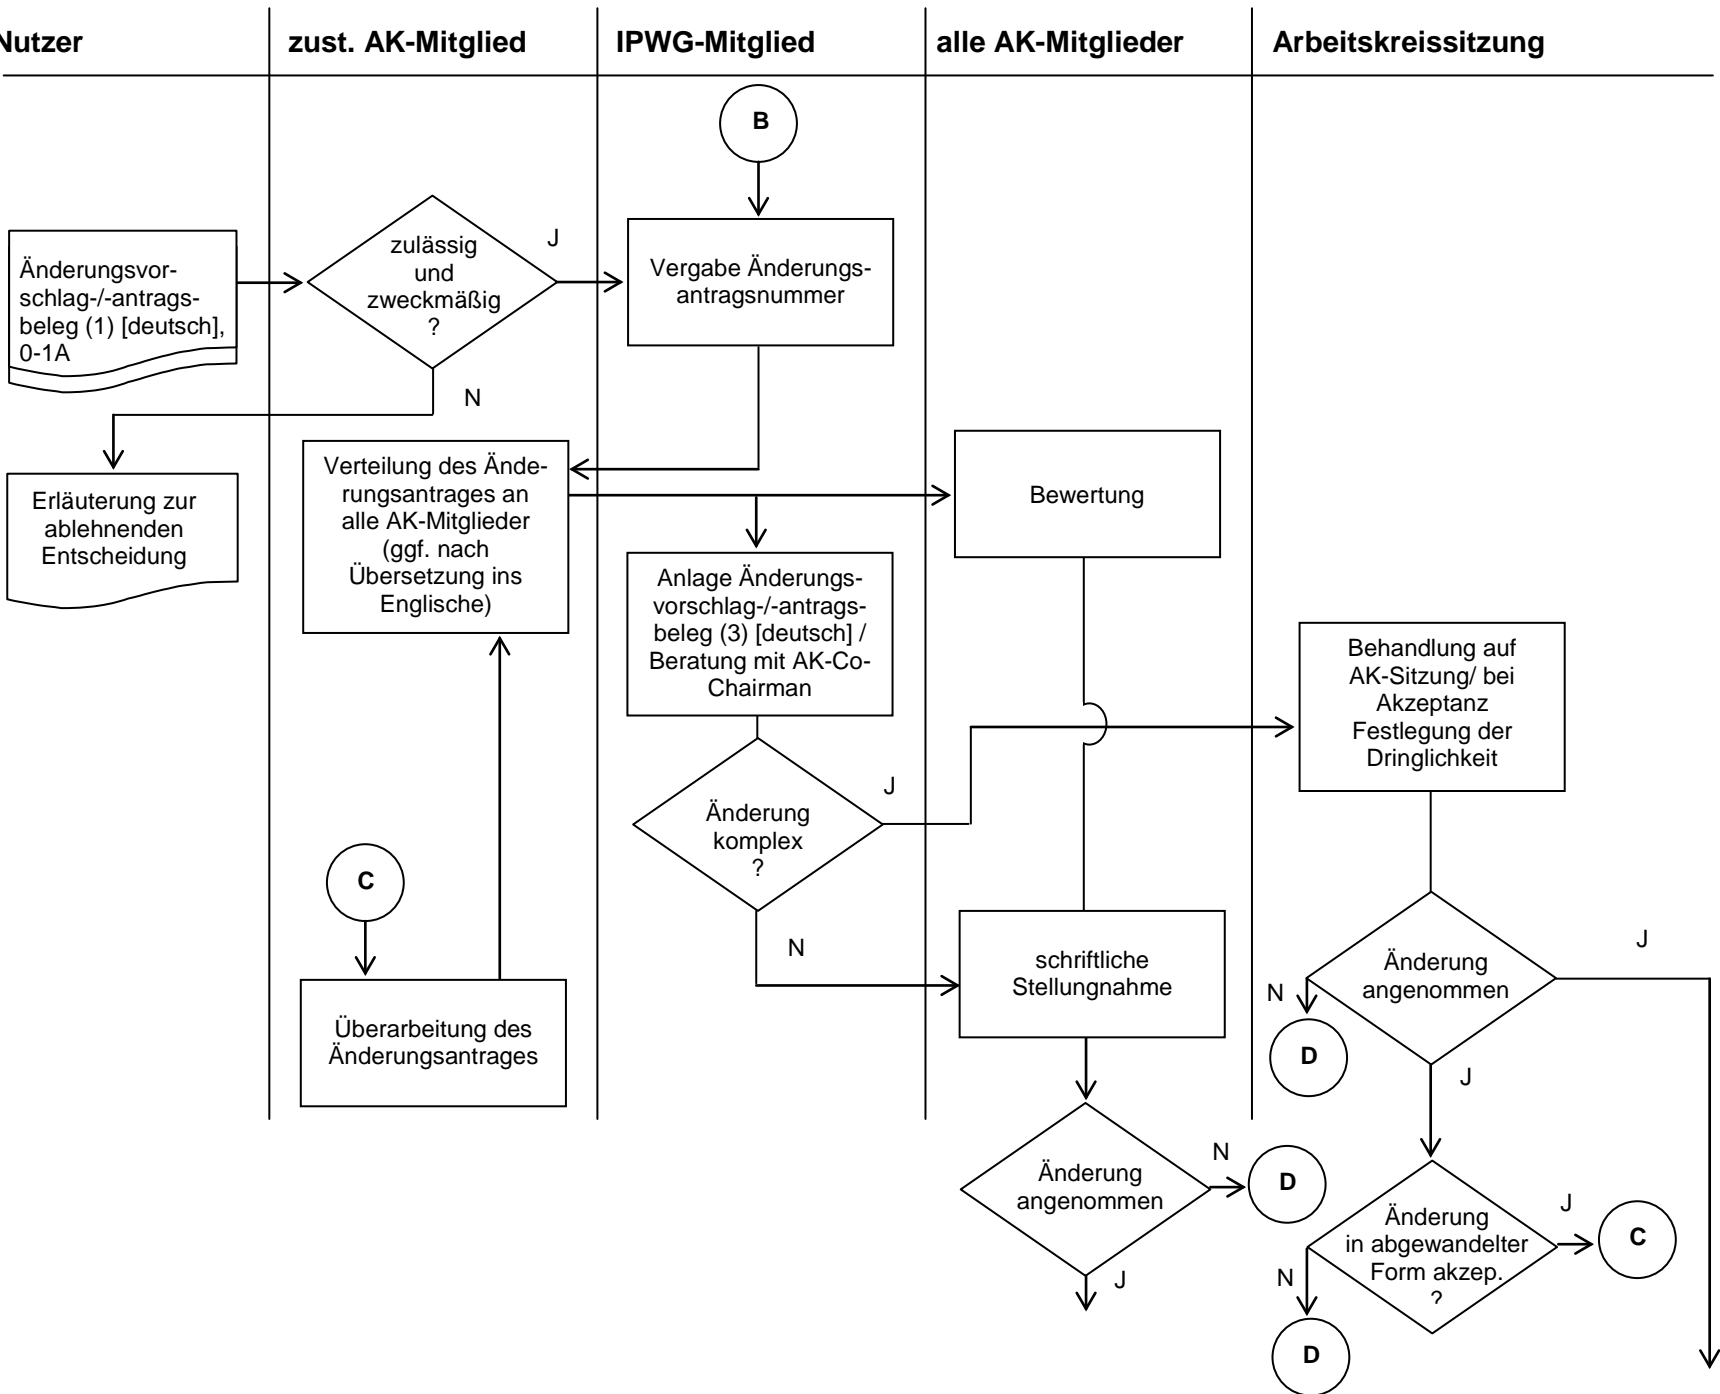 Nutzer
zust. AK-Mitglied
IPWG-Mitglied
alle AK-Mitglieder
Arbeitskreissitzung
B
Änderungsvor-
schlag-/-antrags-
beleg (1) [deutsch],
0-1A
zulässig
und
zweckmäßig
?
J
N
Vergabe Änderungs-
antragsnummer
Erläuterung zur
ablehnenden
Entscheidung
Verteilung des Ände-
rungsantrages an
alle AK-Mitglieder
(ggf. nach
Übersetzung ins
Englische)
Bewertung
Anlage Änderungs-
vorschlag-/-antrags-
beleg (3) [deutsch] /
Beratung mit AK-Co-
Chairman
Behandlung auf
AK-Sitzung/ bei
Akzeptanz
Festlegung der
Dringlichkeit
Änderung
komplex
?
J
N
C
Überarbeitung des
Änderungsantrages
schriftliche
Stellungnahme
Änderung
angenommen
J
N
D
J
Änderung
angenommen
N
D
J
Änderung
in abgewandelter
Form akzep.
?
J
C
N
D